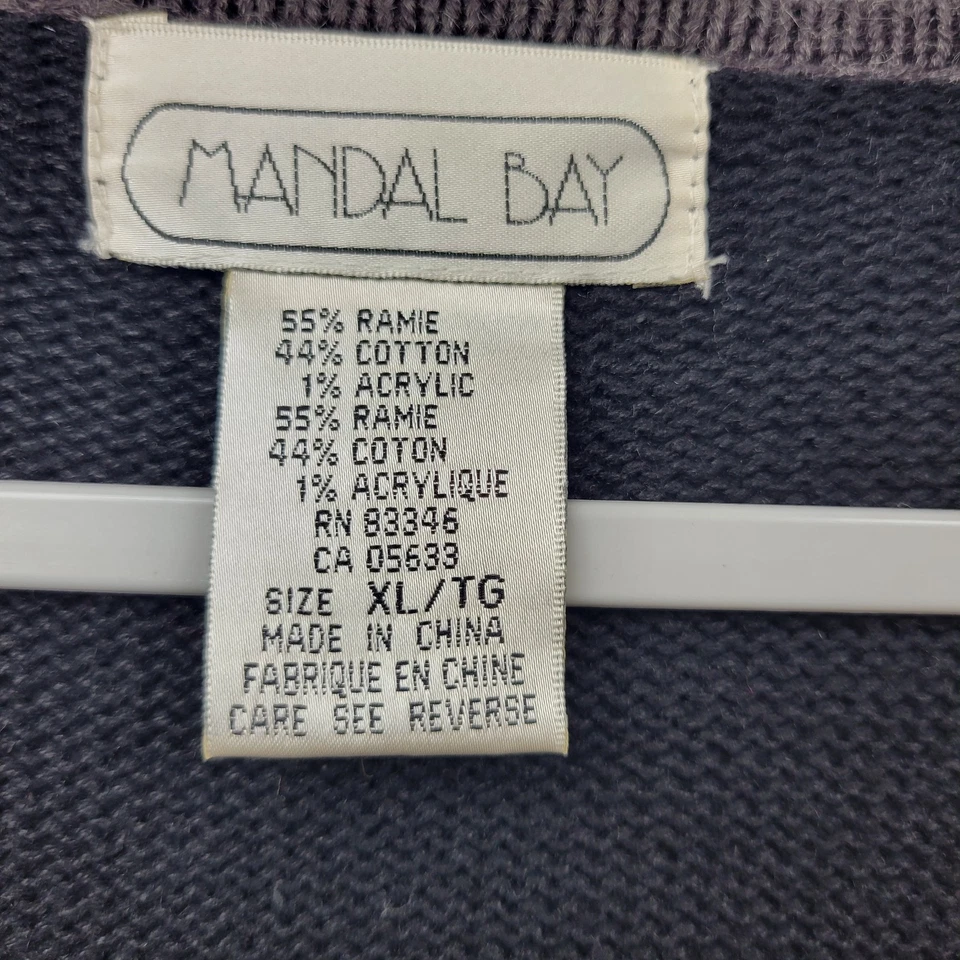 MANDAL BAY
55% RAMIE
44% COTTON
1% ACRYLIC
55% RAMIE
44% COTON
1% ACRYLIQUE
RN 83346
CA 05633
SIZE XL/TG
MADE IN CHINA
FABRIQUE EN CHINE
CARE SEE REVERSE